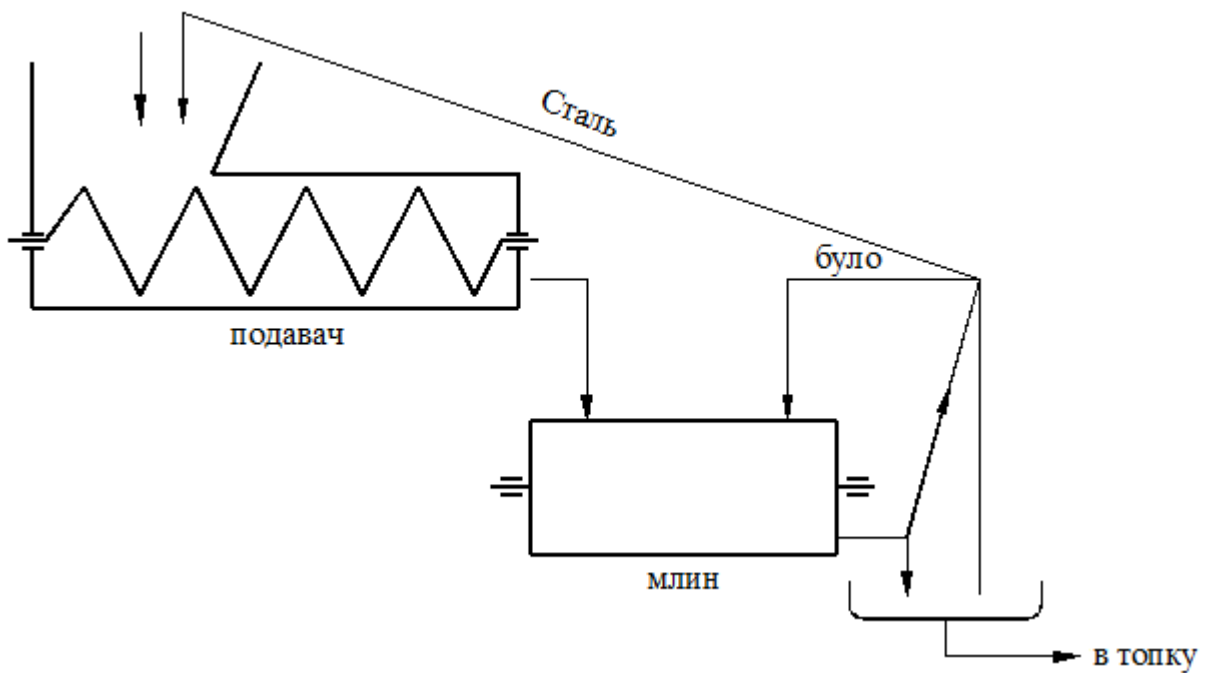 Сталь
було
подавач
млин
в топку